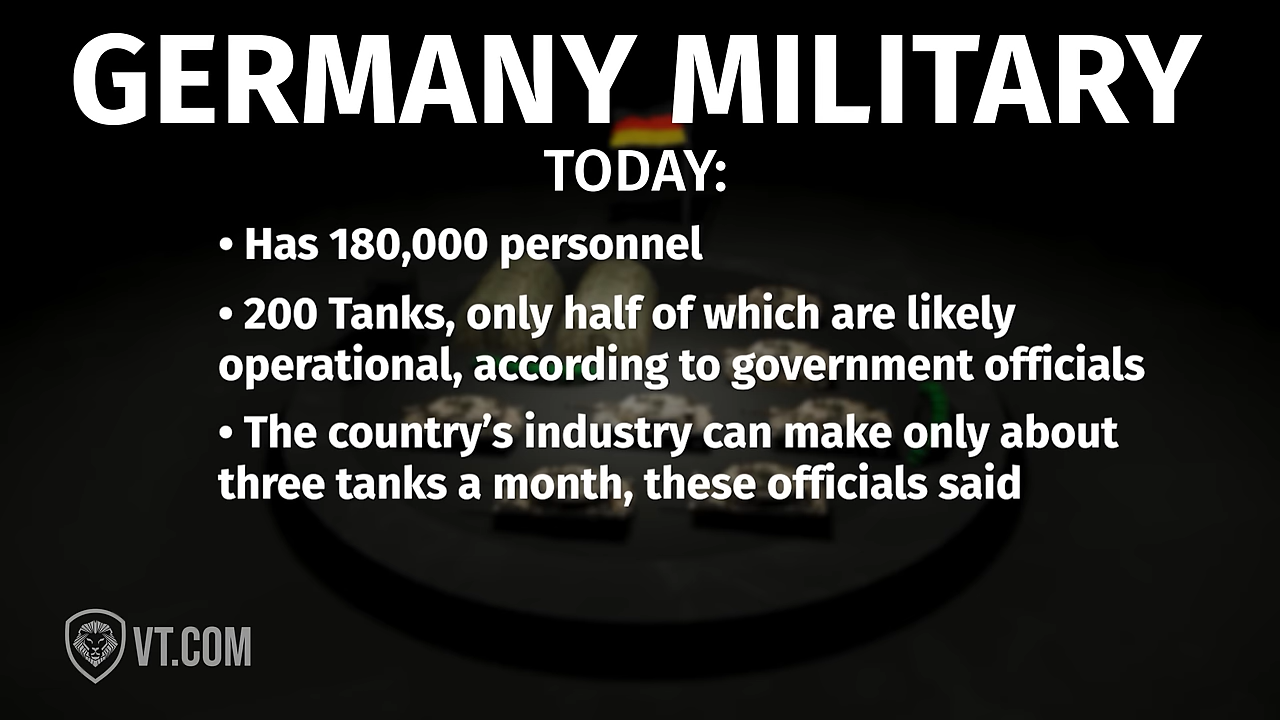 GERMANY MILITARY
TODAY:
• Has 180,000 personnel
• 200 Tanks, only half of which are likely
operational, according to government officials
• The country’s industry can make only about
three tanks a month, these officials said
VT.COM